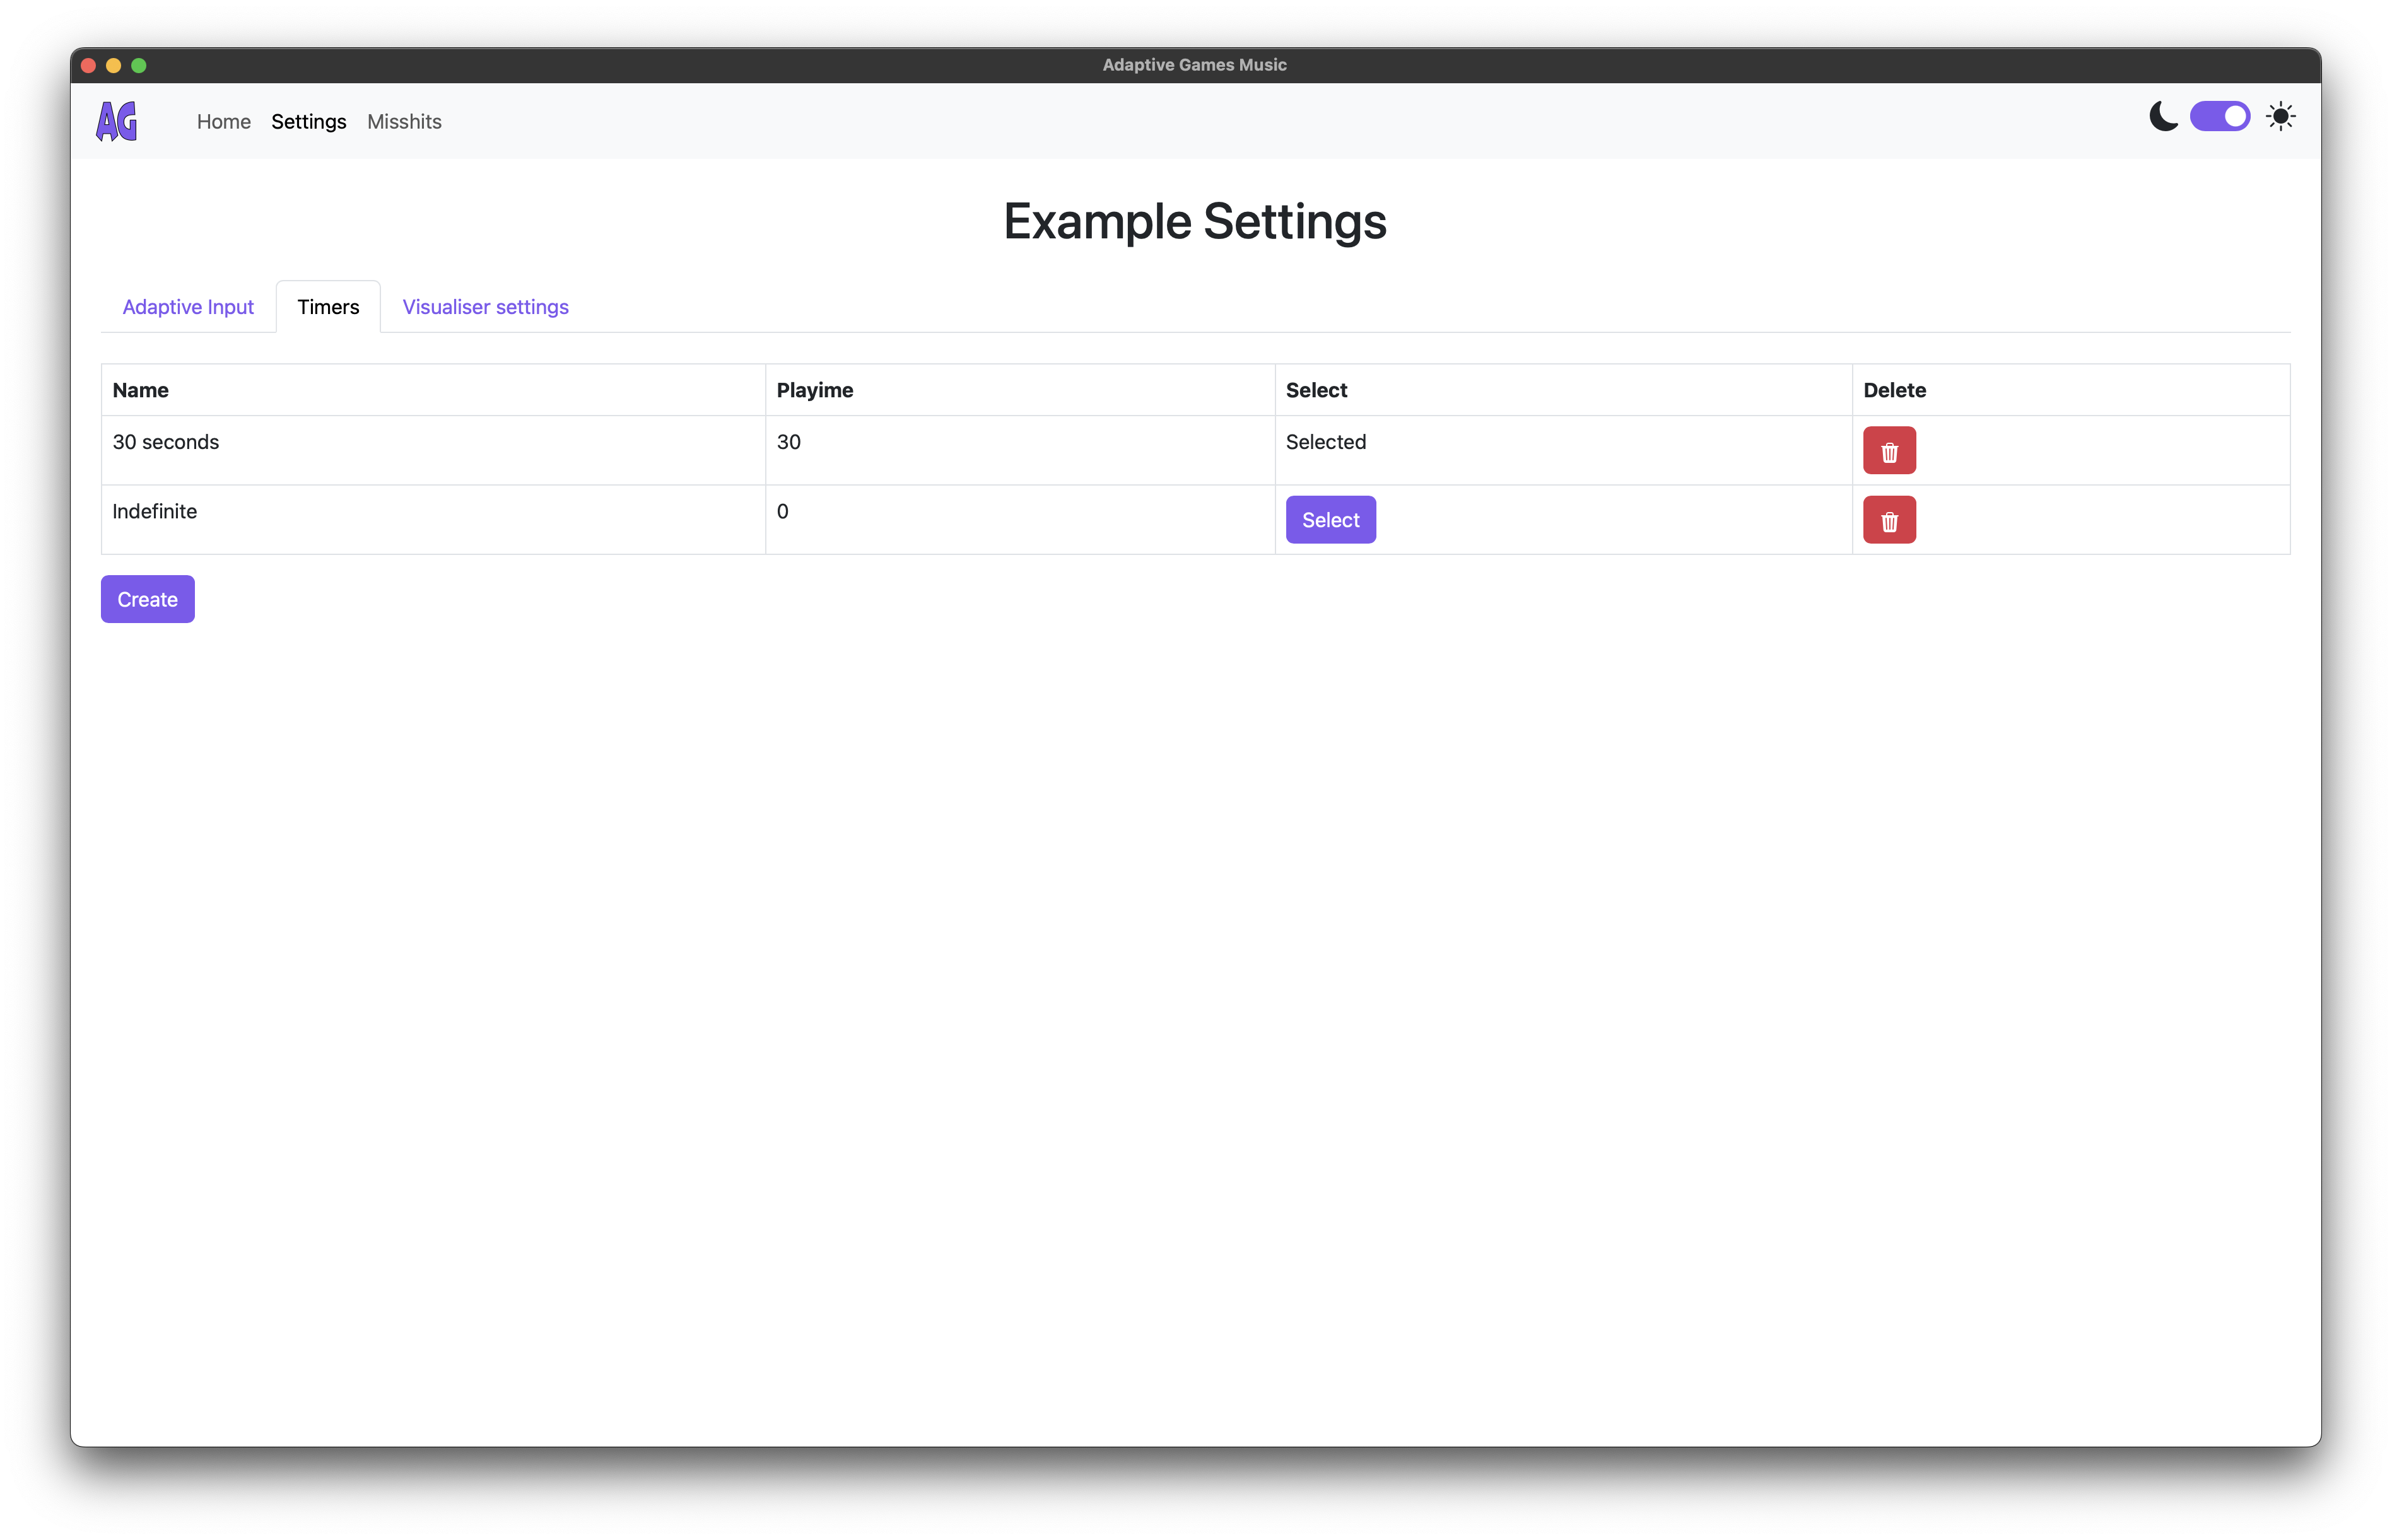 Adaptive Games Music
AG Home Settings Misshits
Example Settings
Adaptive Input Timers Visualiser settings
Name Playime Select Delete
30 seconds 30 Selected
Indefinite 0 Select
Create